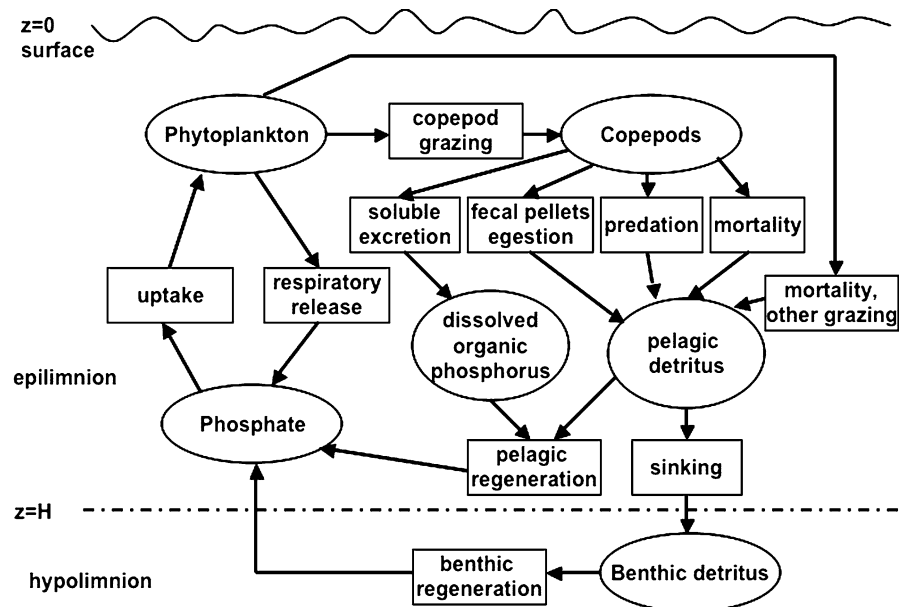 z=0
surface
Phytoplankton
copepod
grazing
Copepods
soluble
excretion
fecal pellets
egestion
predation
mortality
uptake
respiratory
release
mortality,
other grazing
dissolved
organic
phosphorus
pelagic
detritus
epilimnion
Phosphate
pelagic
regeneration
sinking
z=H
hypolimnion
benthic
regeneration
Benthic detritus